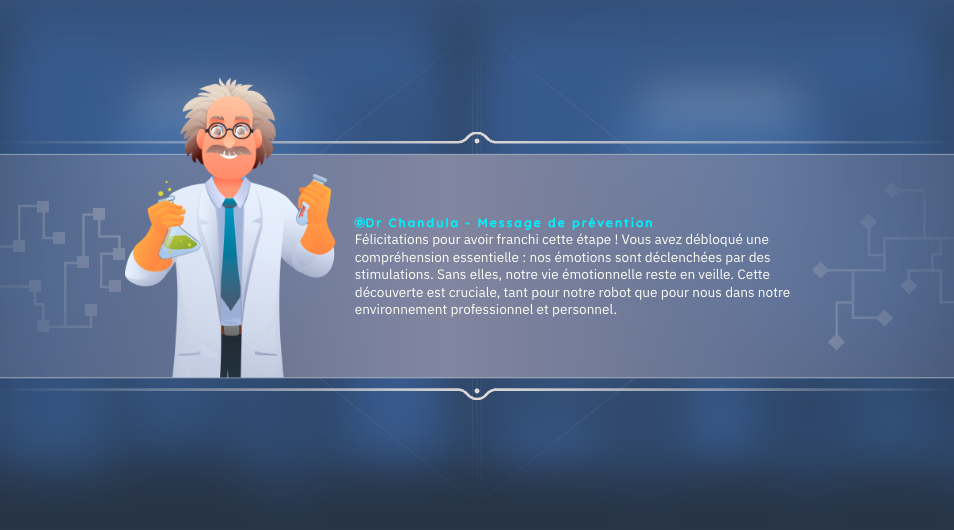 Dr Chandula - Message de prévention
Félicitations pour avoir franchi cette étape ! Vous avez débloqué une
compréhension essentielle : nos émotions sont déclenchées par des
stimulations. Sans elles, notre vie émotionnelle reste en veille. Cette
découverte est cruciale, tant pour notre robot que pour nous dans notre
environnement professionnel et personnel.